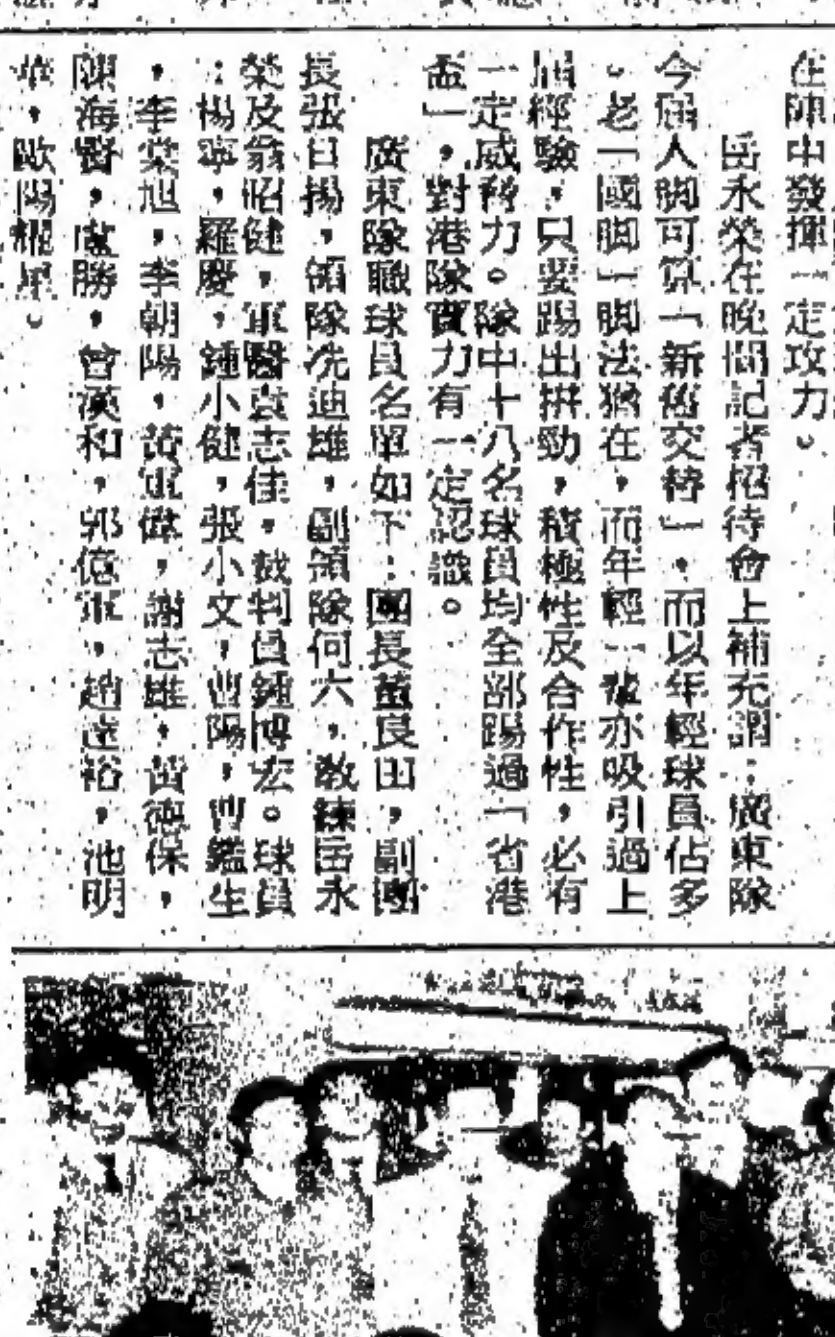 在陣中發揮一定攻力。
岳永榮在晚間記者招待會上補充謂：廣東隊
今屆人脚可算「新舊交替」，而以年輕球員佔多
，老「國脚」脚法猶在，而年輕一輩亦吸引過上
屆經驗，只要踢出拼勁，積極性及合作性，必有
一定威脅力。隊中十八名球員均全部踢過「省港
盃」，對港隊實力有一定認識。
廣東隊職球員名單如下：團長董良田，副團
長張日揚，領隊冼迪雄，副領隊何六，教練岳永
榮及翁昭健，軍醫袁志佳，裁判員鍾博宏。球員
：楊寧，羅慶，鍾小健，張小文，曹陽，曹鑑生
，李棠旭，李朝陽，黃軍偉，謝志雄，黃德保，
陳海賢，盧勝，曾漢和，郭億軍，趙達裕，池明
華，歐陽耀星。